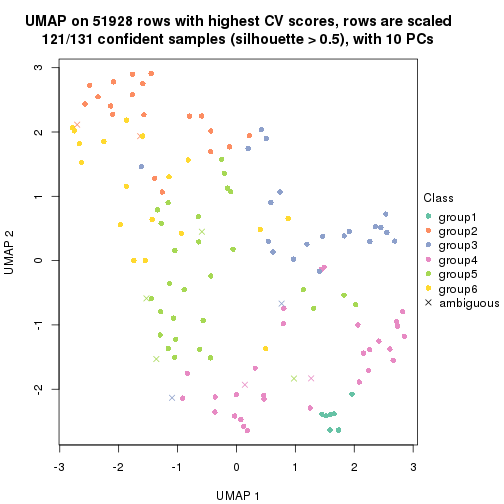 UMAP on 51928 rows with highest CV scores, rows are scaled
121/131 confident samples (silhouette > 0.5), with 10 PCs
3
2
1
0
-1
-2
UMAP 2
-3
-2
-1
0
1
2
3
UMAP 1
Class
group1
group2
group3
group4
group5
group6
ambiguous